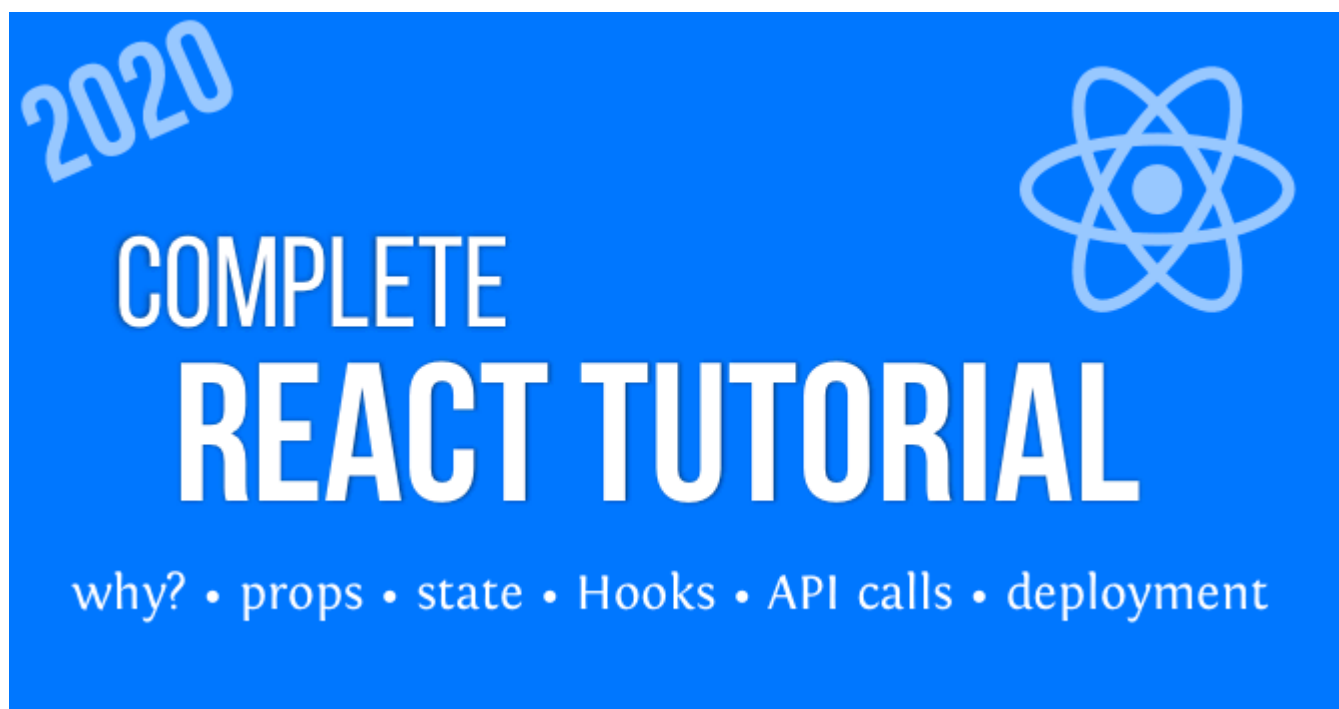 2020
COMPLETE
REACT TUTORIAL
why? • props • state • Hooks • API calls • deployment